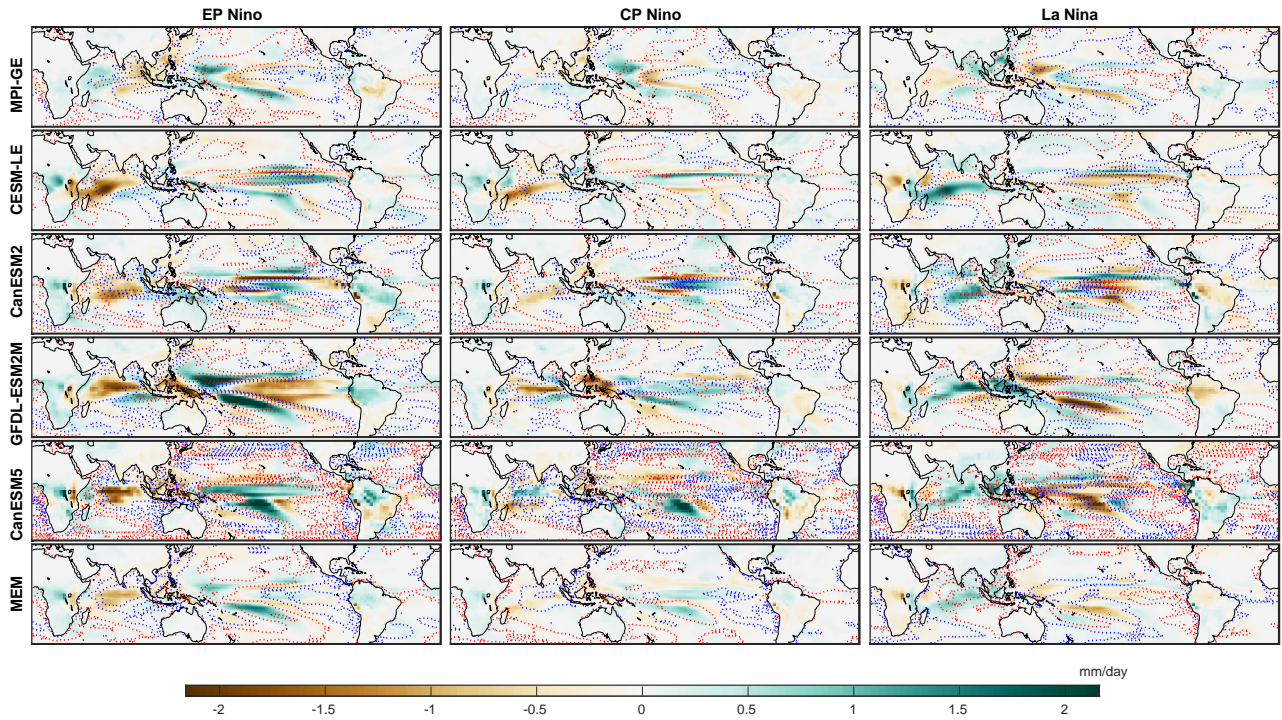 EP Nino CP Nino La Nina
MPI-GE
CESM-LE
CanESM2
GFDL-ESM2M
CanESM5
MEM
mm/day
-2 -1.5 -1 -0.5 0 0.5 1 1.5 2